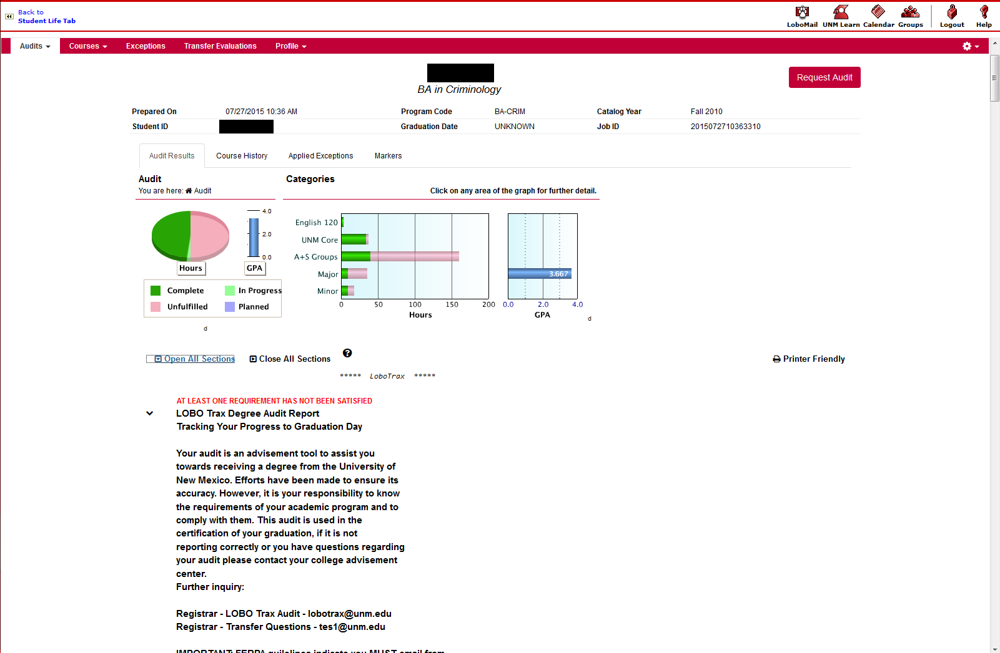 Back to
Student Life Tab
LoboMail UNM Learn Calendar Groups Logout Help
Audits Courses Exceptions Transfer Evaluations Profile
BA in Criminology
Request Audit
Prepared On 07/27/2015 10:36 AM Program Code BA-CRIM Catalog Year Fall 2010
Student ID Graduation Date UNKNOWN Job ID 2015072710363310
Audit Results Course History Applied Exceptions Markers
Audit
You are here: Audit
Categories
Click on any area of the graph for further detail.
4.0
2.0
0.0
Hours
GPA
Complete In Progress
Unfulfilled Planned
d
English 120
UNM Core
A+S Groups
Major
Minor
0 50 100 150 200
Hours
3.667
0.0 2.0 4.0
GPA
d
Open All Sections Close All Sections ? Printer Friendly
***** LoboTrax *****
AT LEAST ONE REQUIREMENT HAS NOT BEEN SATISFIED
LOBO Trax Degree Audit Report
Tracking Your Progress to Graduation Day
Your audit is an advisement tool to assist you
towards receiving a degree from the University of
New Mexico. Efforts have been made to ensure its
accuracy. However, it is your responsibility to know
the requirements of your academic program and to
comply with them. This audit is used in the
certification of your graduation, if it is not
reporting correctly or you have questions regarding
your audit please contact your college advisement
center.
Further inquiry:
Registrar - LOBO Trax Audit - lobotrax@unm.edu
Registrar - Transfer Questions - tes1@unm.edu
IMPORTANT: FERPA guilelines indicate you MUST email from